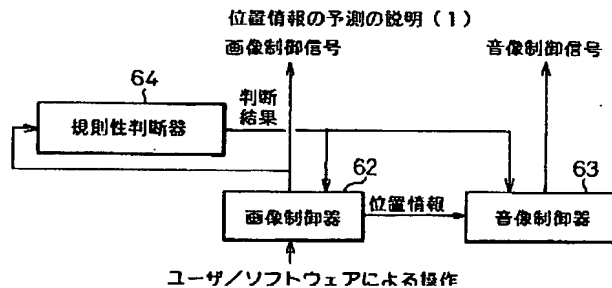 位置情報の予測の説明（1）
画像制御信号
音像制御信号
64
判断
結果
規則性判断器
62
63
画像制御器
位置情報
音像制御器
ユーザ／ソフトウェアによる操作